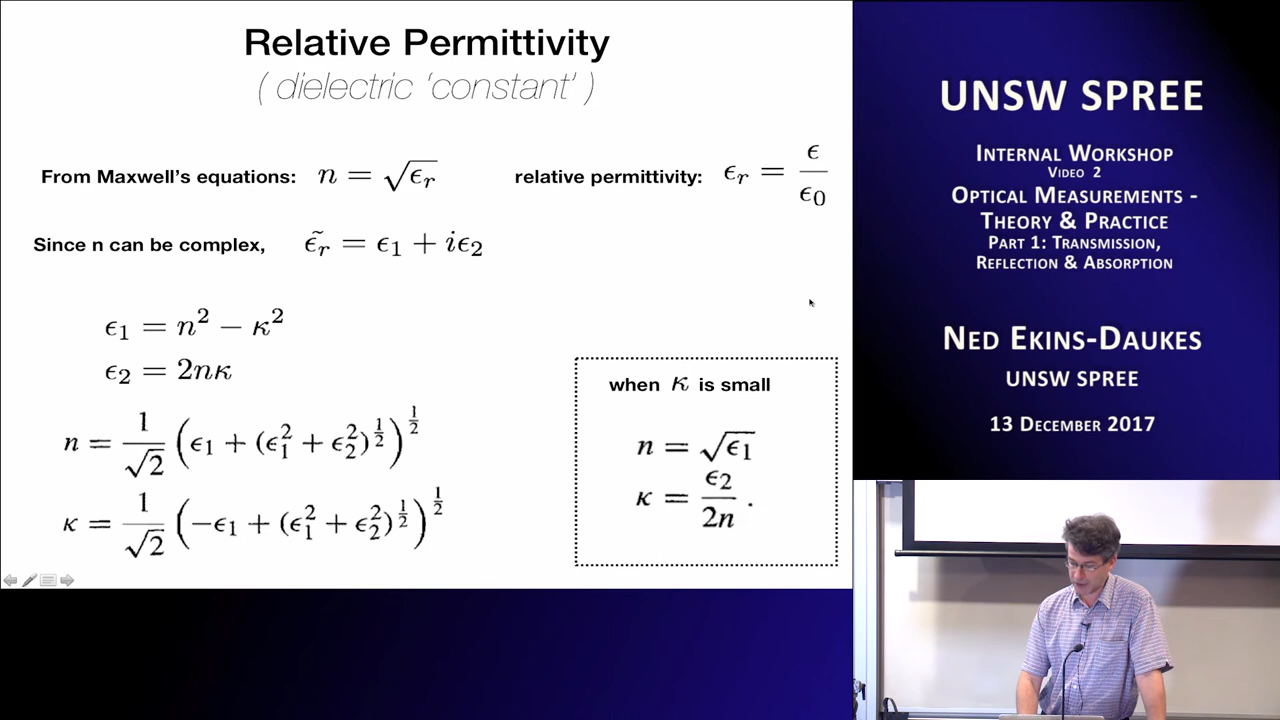 Relative Permittivity
( dielectric 'constant' )
From Maxwell's equations: n = √ϵᵣ relative permittivity: ϵᵣ = ϵ / ϵ₀
Since n can be complex, ϵ̃ᵣ = ϵ₁ + iϵ₂
ϵ₁ = n² − κ²
ϵ₂ = 2nκ
n = 1/√2 (ϵ₁ + (ϵ₁² + ϵ₂²)^½)^½
κ = 1/√2 (−ϵ₁ + (ϵ₁² + ϵ₂²)^½)^½
when κ is small
n = √ϵ₁
κ = ϵ₂ / 2n .
UNSW SPREE
Internal Workshop
Video 2
Optical Measurements -
Theory & Practice
Part 1: Transmission,
Reflection & Absorption
Ned Ekins-Daukes
UNSW SPREE
13 December 2017